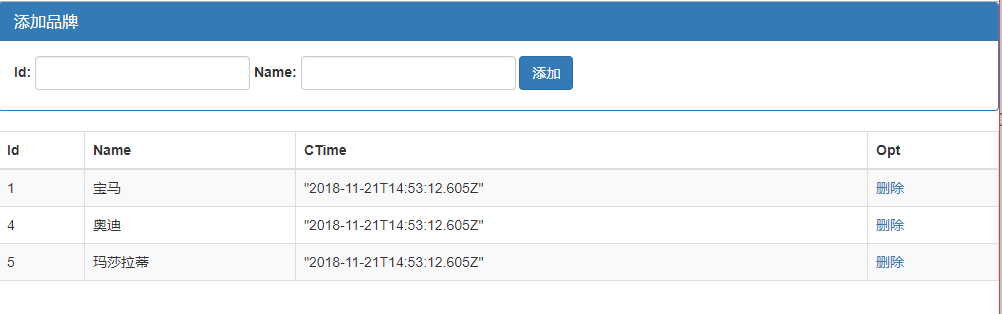 添加品牌
Id: Name: 添加
Id Name CTime Opt
1 宝马 "2018-11-21T14:53:12.605Z" 删除
4 奥迪 "2018-11-21T14:53:12.605Z" 删除
5 玛莎拉蒂 "2018-11-21T14:53:12.605Z" 删除